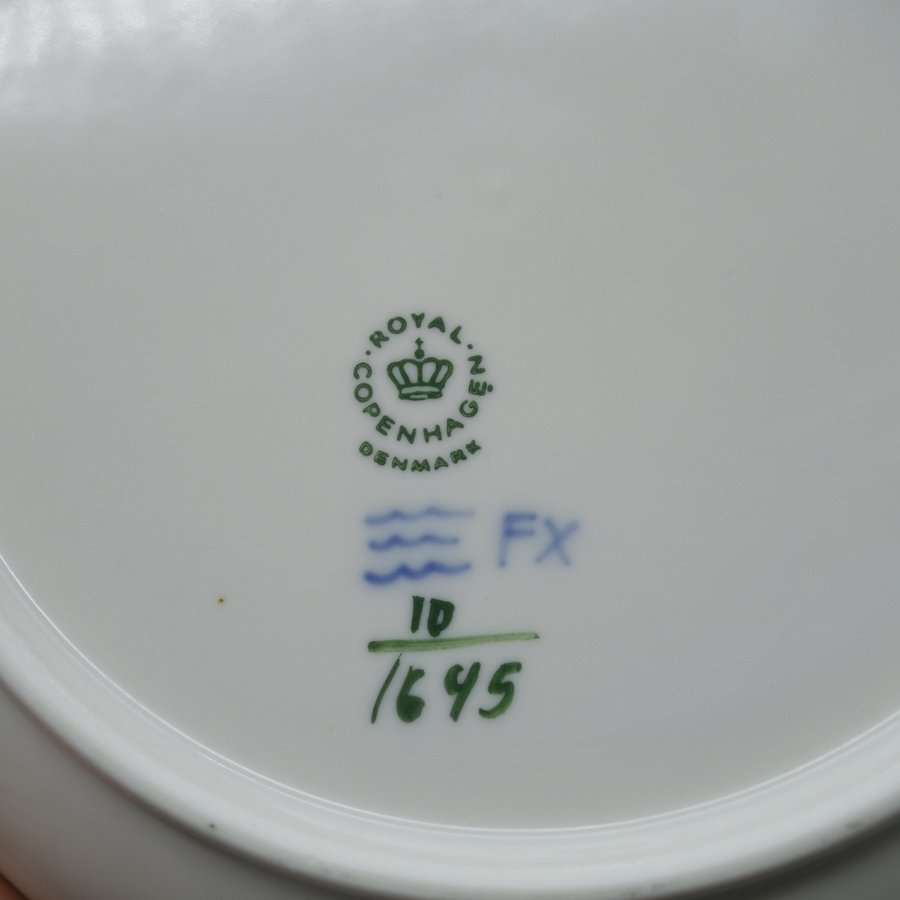 ROYAL
COPENHAGEN
DENMARK
FX
10
1645